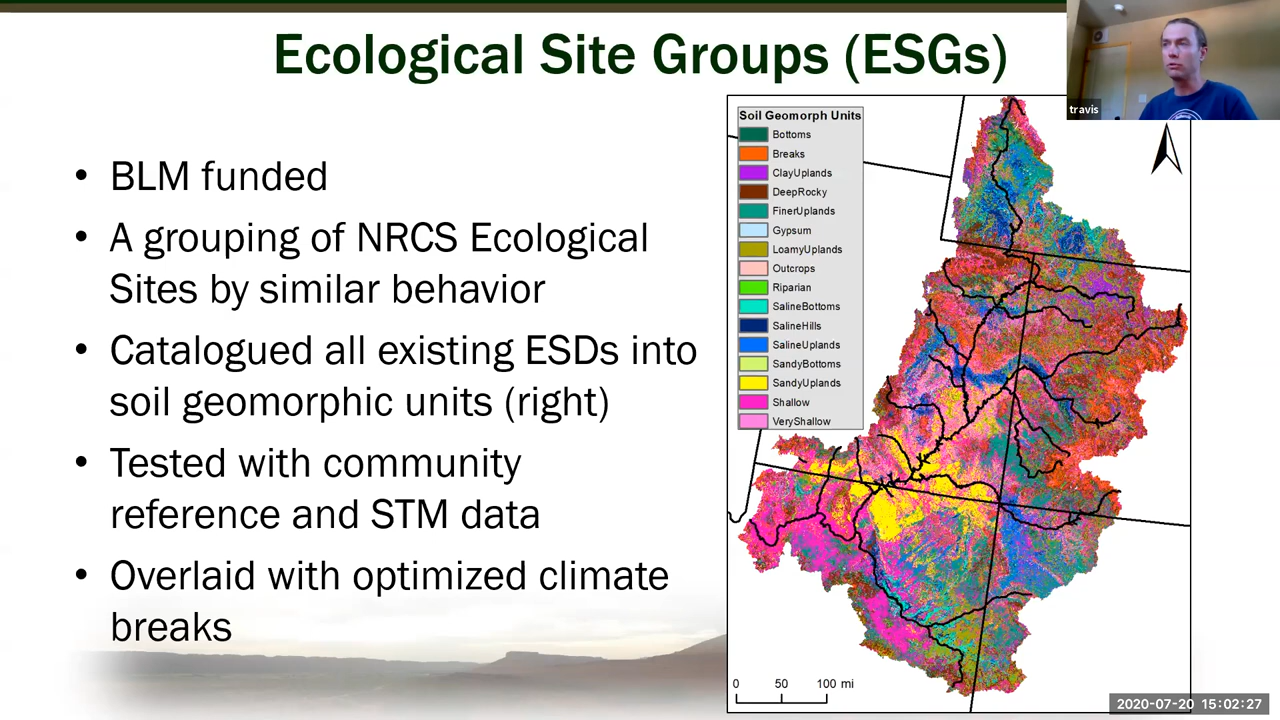 Ecological Site Groups (ESGs)
travis
• BLM funded
• A grouping of NRCS Ecological
Sites by similar behavior
• Catalogued all existing ESDs into
soil geomorphic units (right)
• Tested with community
reference and STM data
• Overlaid with optimized climate
breaks
Soil Geomorph Units
Bottoms
Breaks
ClayUplands
DeepRocky
FinerUplands
Gypsum
LoamyUplands
Outcrops
Riparian
SalineBottoms
SalineHills
SalineUplands
SandyBottoms
SandyUplands
Shallow
VeryShallow
0 50 100 mi
2020-07-20 15:02:27